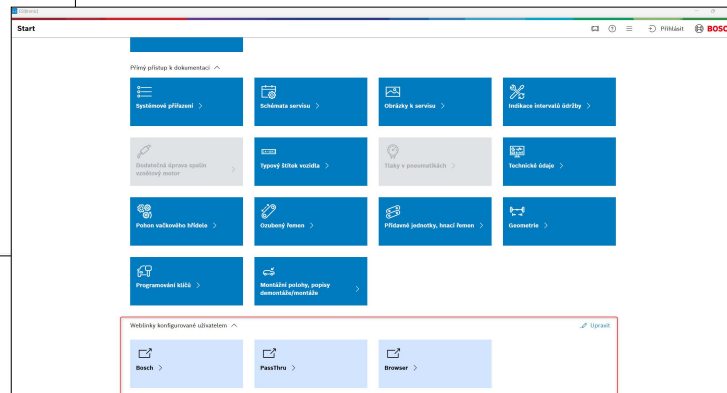 Start
Přihlásit
BOSC
Přímý přístup k dokumentaci
Systémové přiřazení
Schémata servisu
Obrázky k servisu
Indikace intervalů údržby
Dodatečná úprava spalin
vznětový motor
Typový štítek vozidla
Tlaky v pneumatikách
Technické údaje
Pohon vačkového hřídele
Ozubený řemen
Přídavné jednotky, hnací řemen
Geometrie
Programování klíčů
Montážní polohy, popisy
demontáže/montáže
Weblinky konfigurované uživatelem
Upravit
Bosch
PassThru
Browser